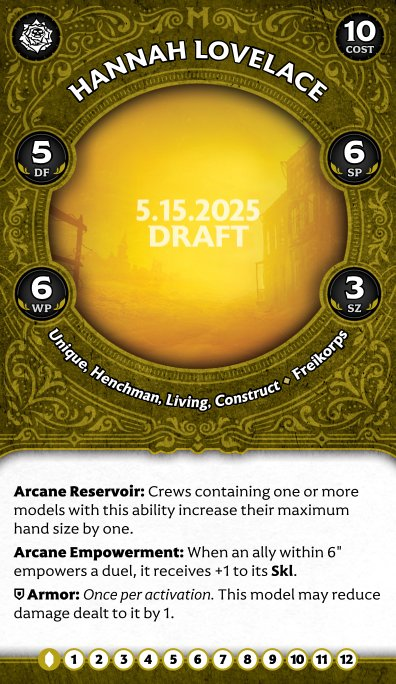 10
COST
HANNAH LOVELACE
5
DF
6
SP
5.15.2025
DRAFT
6
WP
3
SZ
Unique, Henchman, Living, Construct ⬥ Freikorps
Arcane Reservoir: Crews containing one or more
models with this ability increase their maximum
hand size by one.
Arcane Empowerment: When an ally within 6"
empowers a duel, it receives +1 to its Skl.
Armor: Once per activation. This model may reduce
damage dealt to it by 1.
1 2 3 4 5 6 7 8 9 10 11 12